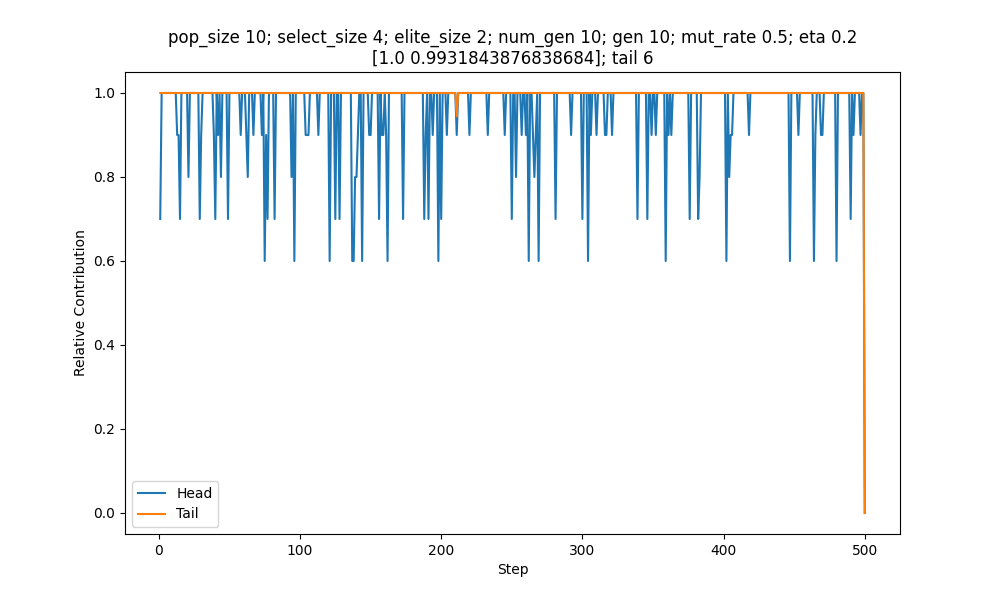 pop_size 10; select_size 4; elite_size 2; num_gen 10; gen 10; mut_rate 0.5; eta 0.2
[1.0 0.9931843876838684]; tail 6
Relative Contribution
1.0
0.8
0.6
0.4
0.2
0.0
Head
Tail
0
100
200
300
400
500
Step